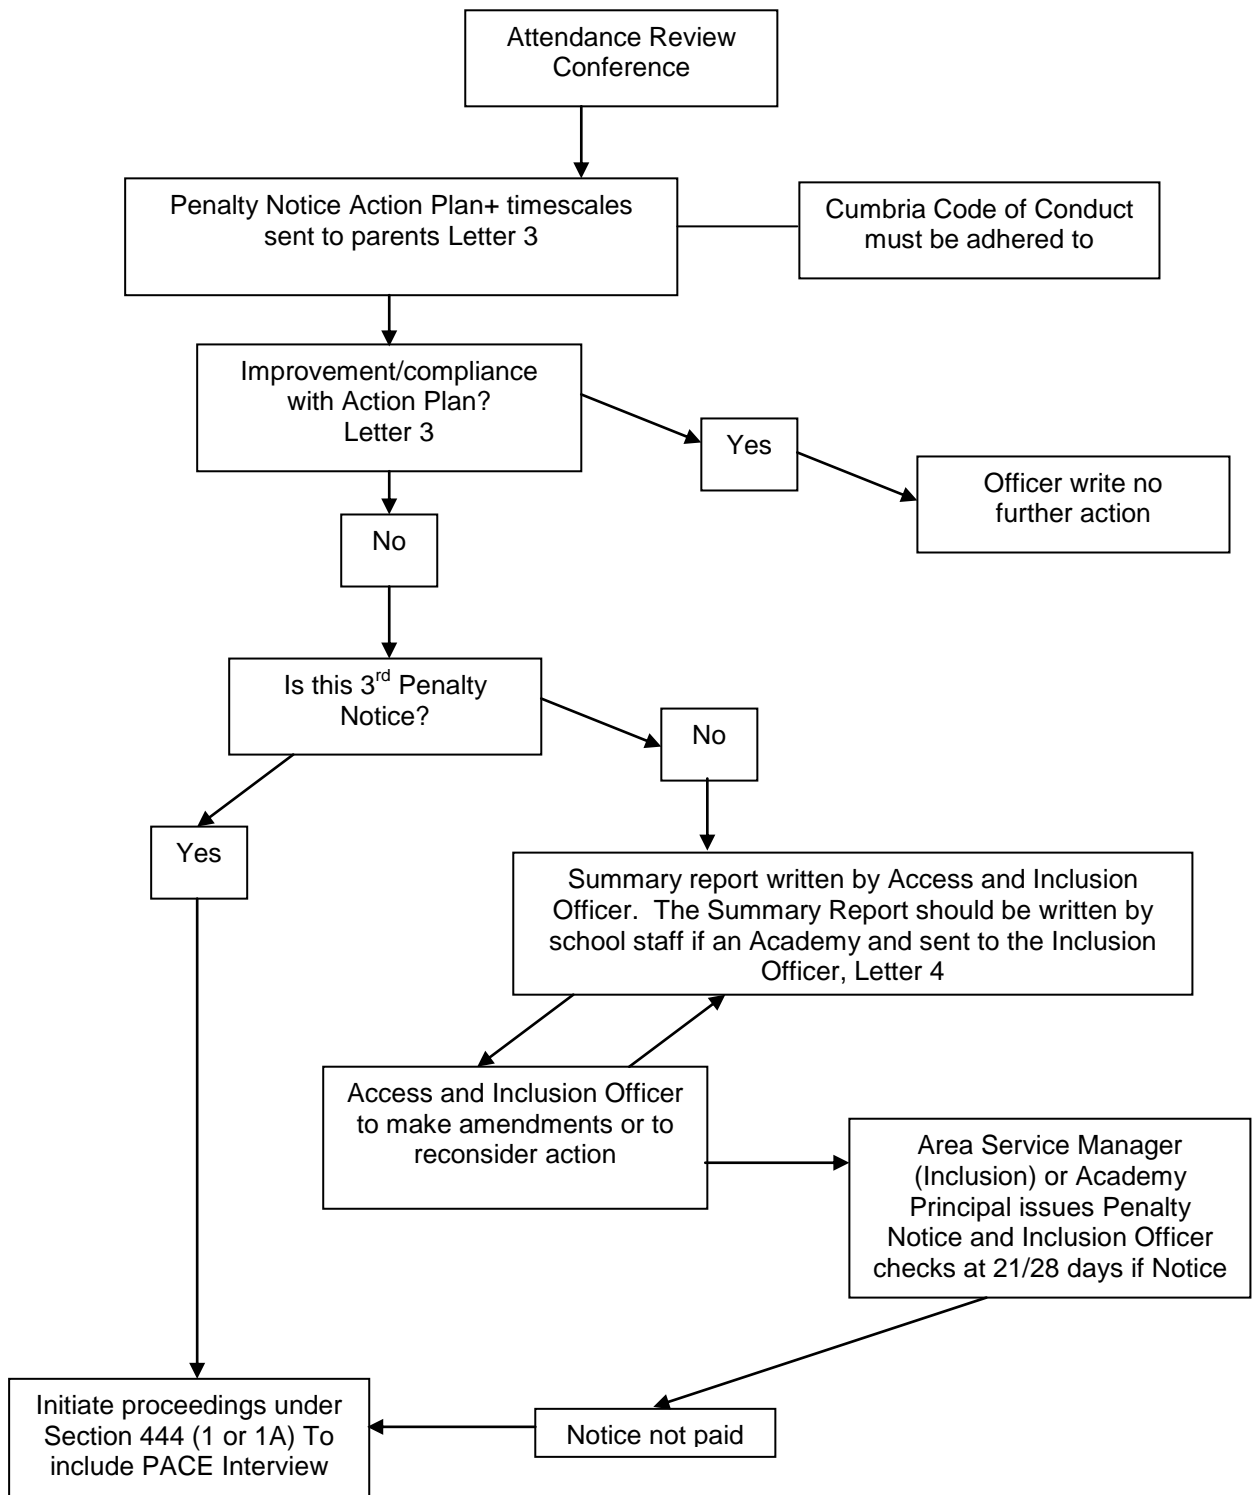 Attendance Review
Conference
Penalty Notice Action Plan+ timescales
sent to parents Letter 3
Cumbria Code of Conduct
must be adhered to
Improvement/compliance
with Action Plan?
Letter 3
Yes
Officer write no
further action
No
Is this 3rd Penalty
Notice?
No
Yes
Summary report written by Access and Inclusion
Officer. The Summary Report should be written by
school staff if an Academy and sent to the Inclusion
Officer, Letter 4
Access and Inclusion Officer
to make amendments or to
reconsider action
Area Service Manager
(Inclusion) or Academy
Principal issues Penalty
Notice and Inclusion Officer
checks at 21/28 days if Notice
Initiate proceedings under
Section 444 (1 or 1A) To
include PACE Interview
Notice not paid